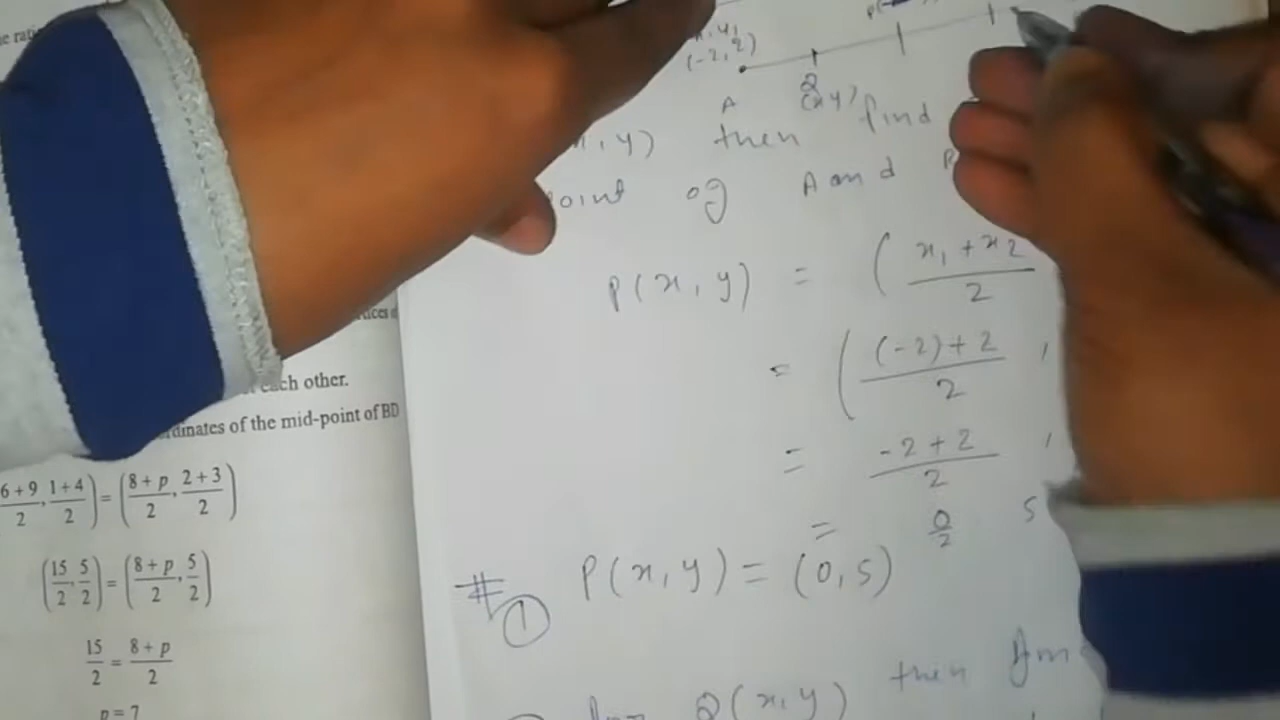 (-2, 2)
A Q
(x y)
x, y) then find
point of A and P
P(x, y) = ( x₁ + x₂ / 2
= ( (-2) + 2 / 2 ,
= -2 + 2 / 2 ,
= 0/2 5
# ① P(x, y) = (0, 5)
for Q(x, y) then
each other.
rdinates of the mid-point of BD
6 + 9 / 2 , 1 + 4 / 2 ) = ( 8 + p / 2 , 2 + 3 / 2 )
( 15 / 2 , 5 / 2 ) = ( 8 + p / 2 , 5 / 2 )
15 / 2 = 8 + p / 2
p = 7